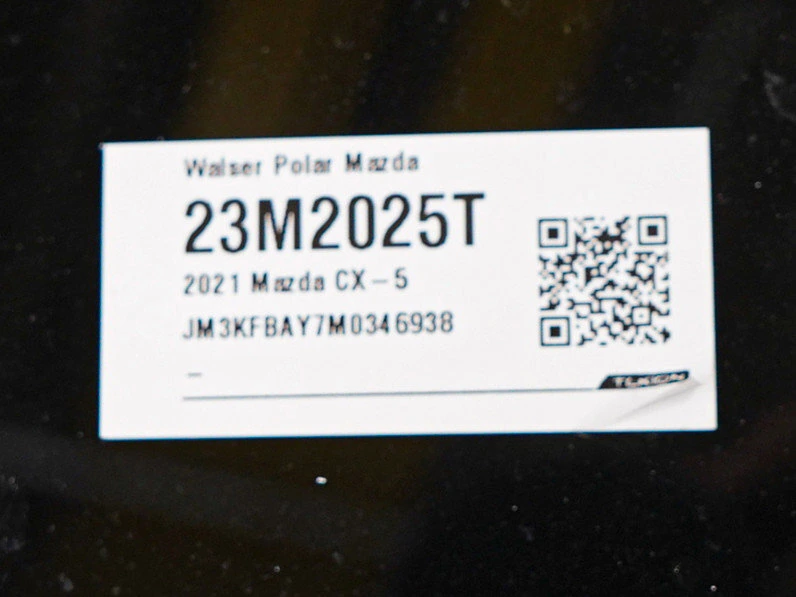 Walser Polar Mazda
23M2025T
2021 Mazda CX-5
JM3KFBAY7M0346938
–